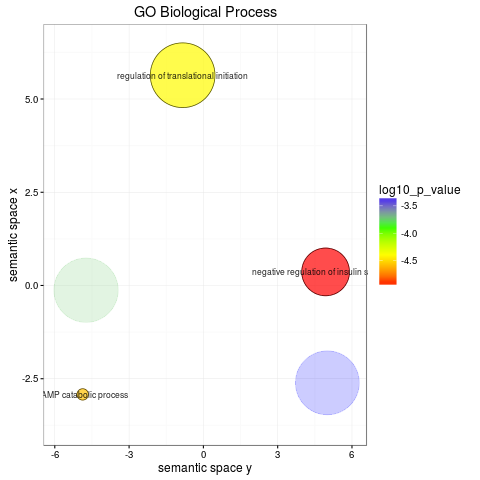 GO Biological Process
regulation of translational initiation
negative regulation of insulin s
AMP catabolic process
5.0
2.5
0.0
-2.5
-6
-3
0
3
6
semantic space y
semantic space x
log10_p_value
-3.5
-4.0
-4.5